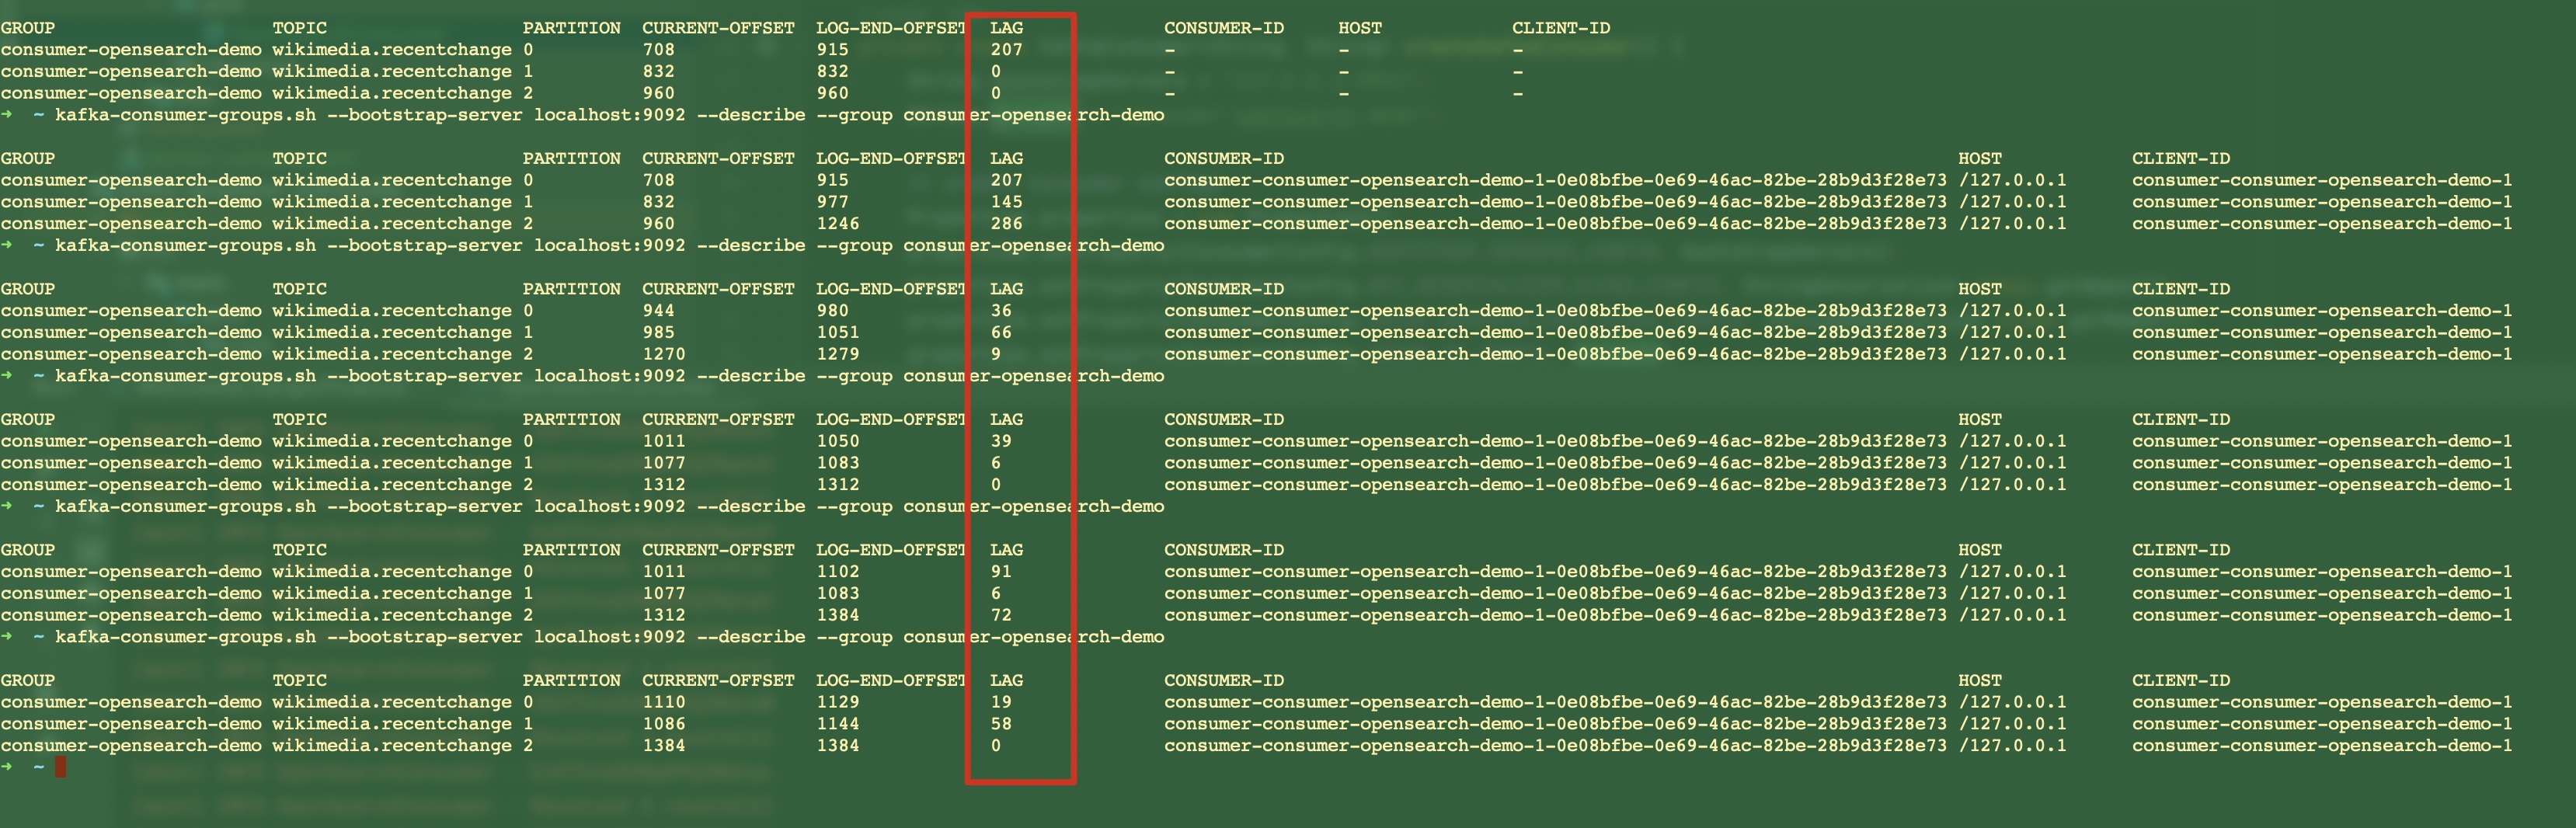 GROUP TOPIC PARTITION CURRENT-OFFSET LOG-END-OFFSET LAG CONSUMER-ID HOST CLIENT-ID
consumer-opensearch-demo wikimedia.recentchange 0 708 915 207 - - -
consumer-opensearch-demo wikimedia.recentchange 1 832 832 0 - - -
consumer-opensearch-demo wikimedia.recentchange 2 960 960 0 - - -
➜ ~ kafka-consumer-groups.sh --bootstrap-server localhost:9092 --describe --group consumer-opensearch-demo
GROUP TOPIC PARTITION CURRENT-OFFSET LOG-END-OFFSET LAG CONSUMER-ID HOST CLIENT-ID
consumer-opensearch-demo wikimedia.recentchange 0 708 915 207 consumer-consumer-opensearch-demo-1-0e08bfbe-0e69-46ac-82be-28b9d3f28e73 /127.0.0.1 consumer-consumer-opensearch-demo-1
consumer-opensearch-demo wikimedia.recentchange 1 832 977 145 consumer-consumer-opensearch-demo-1-0e08bfbe-0e69-46ac-82be-28b9d3f28e73 /127.0.0.1 consumer-consumer-opensearch-demo-1
consumer-opensearch-demo wikimedia.recentchange 2 960 1246 286 consumer-consumer-opensearch-demo-1-0e08bfbe-0e69-46ac-82be-28b9d3f28e73 /127.0.0.1 consumer-consumer-opensearch-demo-1
➜ ~ kafka-consumer-groups.sh --bootstrap-server localhost:9092 --describe --group consumer-opensearch-demo
GROUP TOPIC PARTITION CURRENT-OFFSET LOG-END-OFFSET LAG CONSUMER-ID HOST CLIENT-ID
consumer-opensearch-demo wikimedia.recentchange 0 944 980 36 consumer-consumer-opensearch-demo-1-0e08bfbe-0e69-46ac-82be-28b9d3f28e73 /127.0.0.1 consumer-consumer-opensearch-demo-1
consumer-opensearch-demo wikimedia.recentchange 1 985 1051 66 consumer-consumer-opensearch-demo-1-0e08bfbe-0e69-46ac-82be-28b9d3f28e73 /127.0.0.1 consumer-consumer-opensearch-demo-1
consumer-opensearch-demo wikimedia.recentchange 2 1270 1279 9 consumer-consumer-opensearch-demo-1-0e08bfbe-0e69-46ac-82be-28b9d3f28e73 /127.0.0.1 consumer-consumer-opensearch-demo-1
➜ ~ kafka-consumer-groups.sh --bootstrap-server localhost:9092 --describe --group consumer-opensearch-demo
GROUP TOPIC PARTITION CURRENT-OFFSET LOG-END-OFFSET LAG CONSUMER-ID HOST CLIENT-ID
consumer-opensearch-demo wikimedia.recentchange 0 1011 1050 39 consumer-consumer-opensearch-demo-1-0e08bfbe-0e69-46ac-82be-28b9d3f28e73 /127.0.0.1 consumer-consumer-opensearch-demo-1
consumer-opensearch-demo wikimedia.recentchange 1 1077 1083 6 consumer-consumer-opensearch-demo-1-0e08bfbe-0e69-46ac-82be-28b9d3f28e73 /127.0.0.1 consumer-consumer-opensearch-demo-1
consumer-opensearch-demo wikimedia.recentchange 2 1312 1312 0 consumer-consumer-opensearch-demo-1-0e08bfbe-0e69-46ac-82be-28b9d3f28e73 /127.0.0.1 consumer-consumer-opensearch-demo-1
➜ ~ kafka-consumer-groups.sh --bootstrap-server localhost:9092 --describe --group consumer-opensearch-demo
GROUP TOPIC PARTITION CURRENT-OFFSET LOG-END-OFFSET LAG CONSUMER-ID HOST CLIENT-ID
consumer-opensearch-demo wikimedia.recentchange 0 1011 1102 91 consumer-consumer-opensearch-demo-1-0e08bfbe-0e69-46ac-82be-28b9d3f28e73 /127.0.0.1 consumer-consumer-opensearch-demo-1
consumer-opensearch-demo wikimedia.recentchange 1 1077 1083 6 consumer-consumer-opensearch-demo-1-0e08bfbe-0e69-46ac-82be-28b9d3f28e73 /127.0.0.1 consumer-consumer-opensearch-demo-1
consumer-opensearch-demo wikimedia.recentchange 2 1312 1384 72 consumer-consumer-opensearch-demo-1-0e08bfbe-0e69-46ac-82be-28b9d3f28e73 /127.0.0.1 consumer-consumer-opensearch-demo-1
➜ ~ kafka-consumer-groups.sh --bootstrap-server localhost:9092 --describe --group consumer-opensearch-demo
GROUP TOPIC PARTITION CURRENT-OFFSET LOG-END-OFFSET LAG CONSUMER-ID HOST CLIENT-ID
consumer-opensearch-demo wikimedia.recentchange 0 1110 1129 19 consumer-consumer-opensearch-demo-1-0e08bfbe-0e69-46ac-82be-28b9d3f28e73 /127.0.0.1 consumer-consumer-opensearch-demo-1
consumer-opensearch-demo wikimedia.recentchange 1 1086 1144 58 consumer-consumer-opensearch-demo-1-0e08bfbe-0e69-46ac-82be-28b9d3f28e73 /127.0.0.1 consumer-consumer-opensearch-demo-1
consumer-opensearch-demo wikimedia.recentchange 2 1384 1384 0 consumer-consumer-opensearch-demo-1-0e08bfbe-0e69-46ac-82be-28b9d3f28e73 /127.0.0.1 consumer-consumer-opensearch-demo-1
➜ ~